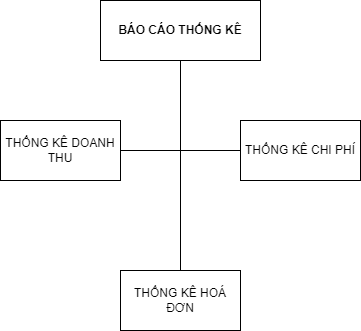 BÁO CÁO THỐNG KÊ
THỐNG KÊ DOANH
THU
THỐNG KÊ CHI PHÍ
THỐNG KÊ HOÁ
ĐƠN